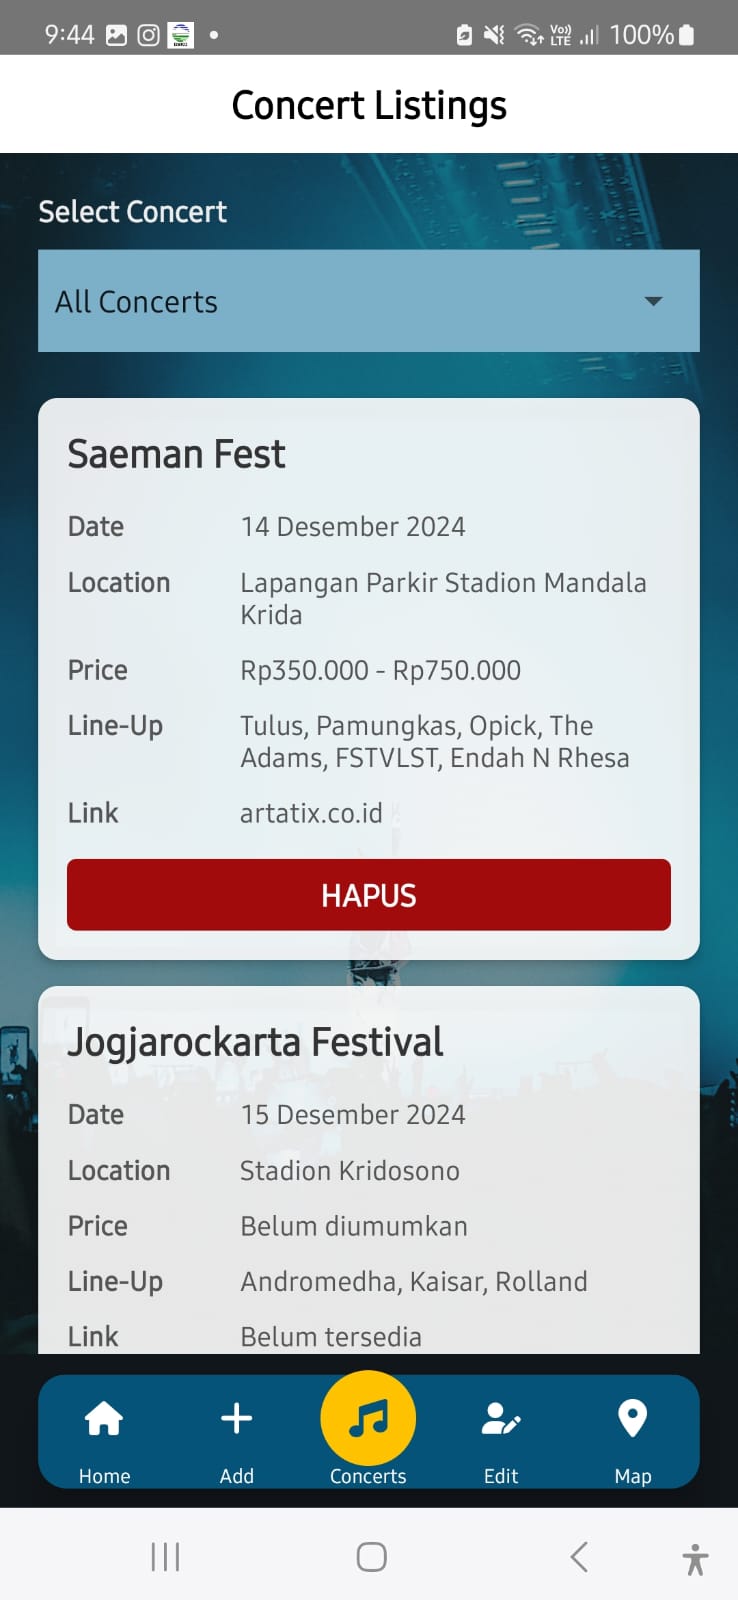 9:44
Vo))
LTE
100%
Concert Listings
Select Concert
All Concerts
Saeman Fest
Date 14 Desember 2024
Location Lapangan Parkir Stadion Mandala
Krida
Price Rp350.000 - Rp750.000
Line-Up Tulus, Pamungkas, Opick, The
Adams, FSTVLST, Endah N Rhesa
Link artatix.co.id
HAPUS
Jogjarockarta Festival
Date 15 Desember 2024
Location Stadion Kridosono
Price Belum diumumkan
Line-Up Andromedha, Kaisar, Rolland
Link Belum tersedia
Home Add Concerts Edit Map